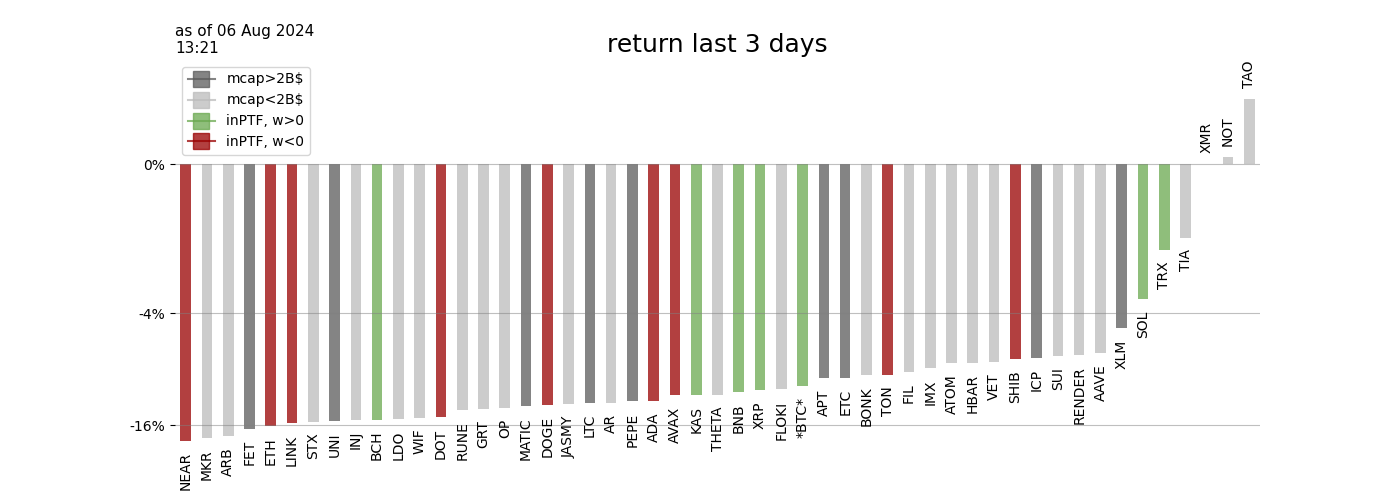 as of 06 Aug 2024
13:21
return last 3 days
mcap>2B$
mcap<2B$
inPTF, w>0
inPTF, w<0
0%
-4%
-16%
NEAR
MKR
ARB
FET
ETH
LINK
STX
UNI
INJ
BCH
LDO
WIF
DOT
RUNE
GRT
OP
MATIC
DOGE
JASMY
LTC
AR
PEPE
ADA
AVAX
KAS
THETA
BNB
XRP
FLOKI
*BTC*
APT
ETC
BONK
TON
FIL
IMX
ATOM
HBAR
VET
SHIB
ICP
SUI
RENDER
AAVE
XLM
SOL
TRX
TIA
XMR
NOT
TAO